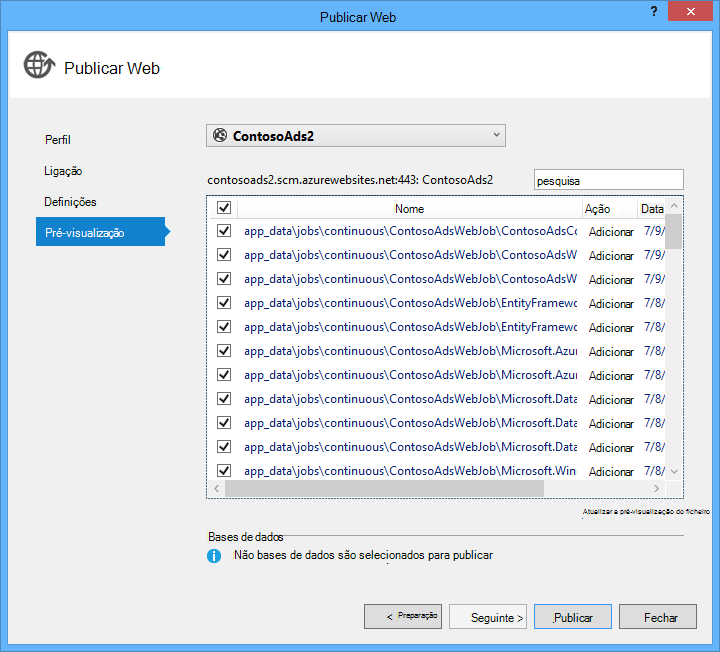 Publicar Web
?
Publicar Web
Perfil
Ligação
Definições
Pré-visualização
ContosoAds2
contosoads2.scm.azurewebsites.net:443: ContosoAds2
pesquisa
Nome Ação Data
app_data\jobs\continuous\ContosoAdsWebJob\ContosoAdsCo Adicionar 7/9/
app_data\jobs\continuous\ContosoAdsWebJob\ContosoAdsW Adicionar 7/9/
app_data\jobs\continuous\ContosoAdsWebJob\ContosoAdsW Adicionar 7/9/
app_data\jobs\continuous\ContosoAdsWebJob\EntityFramewo Adicionar 7/8/
app_data\jobs\continuous\ContosoAdsWebJob\EntityFramewo Adicionar 7/8/
app_data\jobs\continuous\ContosoAdsWebJob\Microsoft.Azur Adicionar 7/8/
app_data\jobs\continuous\ContosoAdsWebJob\Microsoft.Azur Adicionar 7/8/
app_data\jobs\continuous\ContosoAdsWebJob\Microsoft.Data Adicionar 7/8/
app_data\jobs\continuous\ContosoAdsWebJob\Microsoft.Data Adicionar 7/8/
app_data\jobs\continuous\ContosoAdsWebJob\Microsoft.Data Adicionar 7/8/
app_data\jobs\continuous\ContosoAdsWebJob\Microsoft.Win Adicionar 7/8/
Atualizar a pré-visualização do ficheiro
Bases de dados
Não bases de dados são selecionados para publicar
< Preparação
Seguinte >
Publicar
Fechar